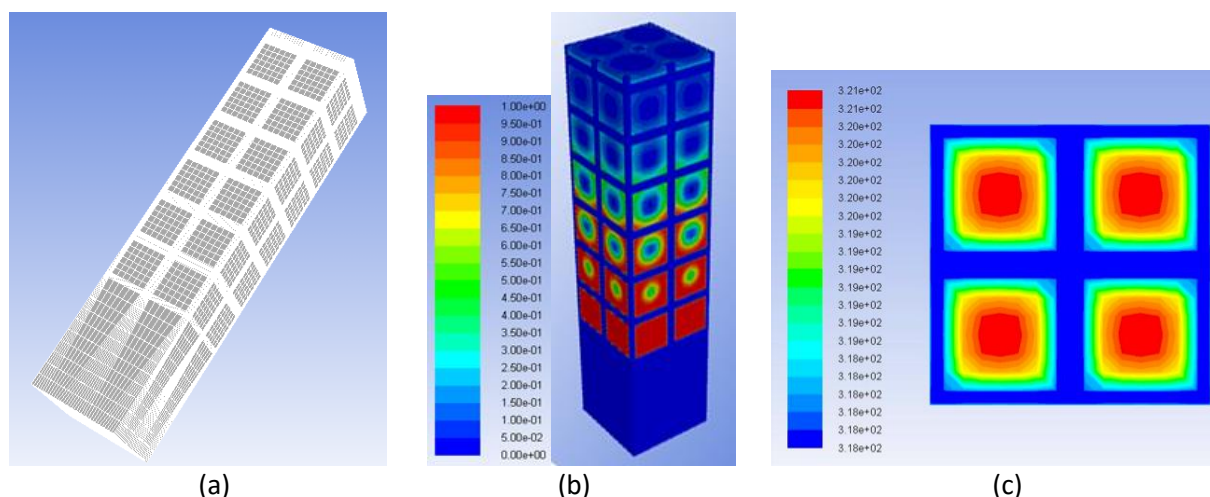 1.00e+00
9.50e-01
9.00e-01
8.50e-01
8.00e-01
7.50e-01
7.00e-01
6.50e-01
6.00e-01
5.50e-01
5.00e-01
4.50e-01
4.00e-01
3.50e-01
3.00e-01
2.50e-01
2.00e-01
1.50e-01
1.00e-01
5.00e-02
0.00e+00
3.21e+02
3.21e+02
3.20e+02
3.20e+02
3.20e+02
3.20e+02
3.20e+02
3.20e+02
3.19e+02
3.19e+02
3.19e+02
3.19e+02
3.19e+02
3.19e+02
3.18e+02
3.18e+02
3.18e+02
3.18e+02
3.18e+02
3.18e+02
(a)
(b)
(c)